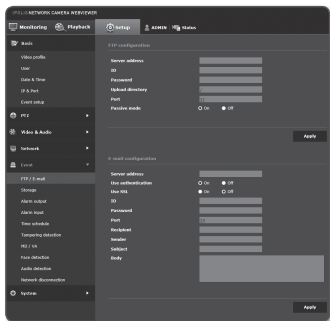 iPOLiS NETWORK CAMERA WEBVIEWER
Monitoring
Playback
Setup
ADMIN
Status
Basic
Video profile
User
Date & Time
IP & Port
Event setup
PTZ
Video & Audio
Network
Event
FTP / E-mail
Storage
Alarm output
Alarm input
Time schedule
Tampering detection
MD / VA
Face detection
Audio detection
Network disconnection
System
FTP configuration
Server address
ID
Password
Upload directory
Port
Passive mode
On
Off
Apply
E-mail configuration
Server address
Use authentication
On
Off
Use SSL
On
Off
ID
Password
Port
Recipient
Sender
Subject
Body
Apply